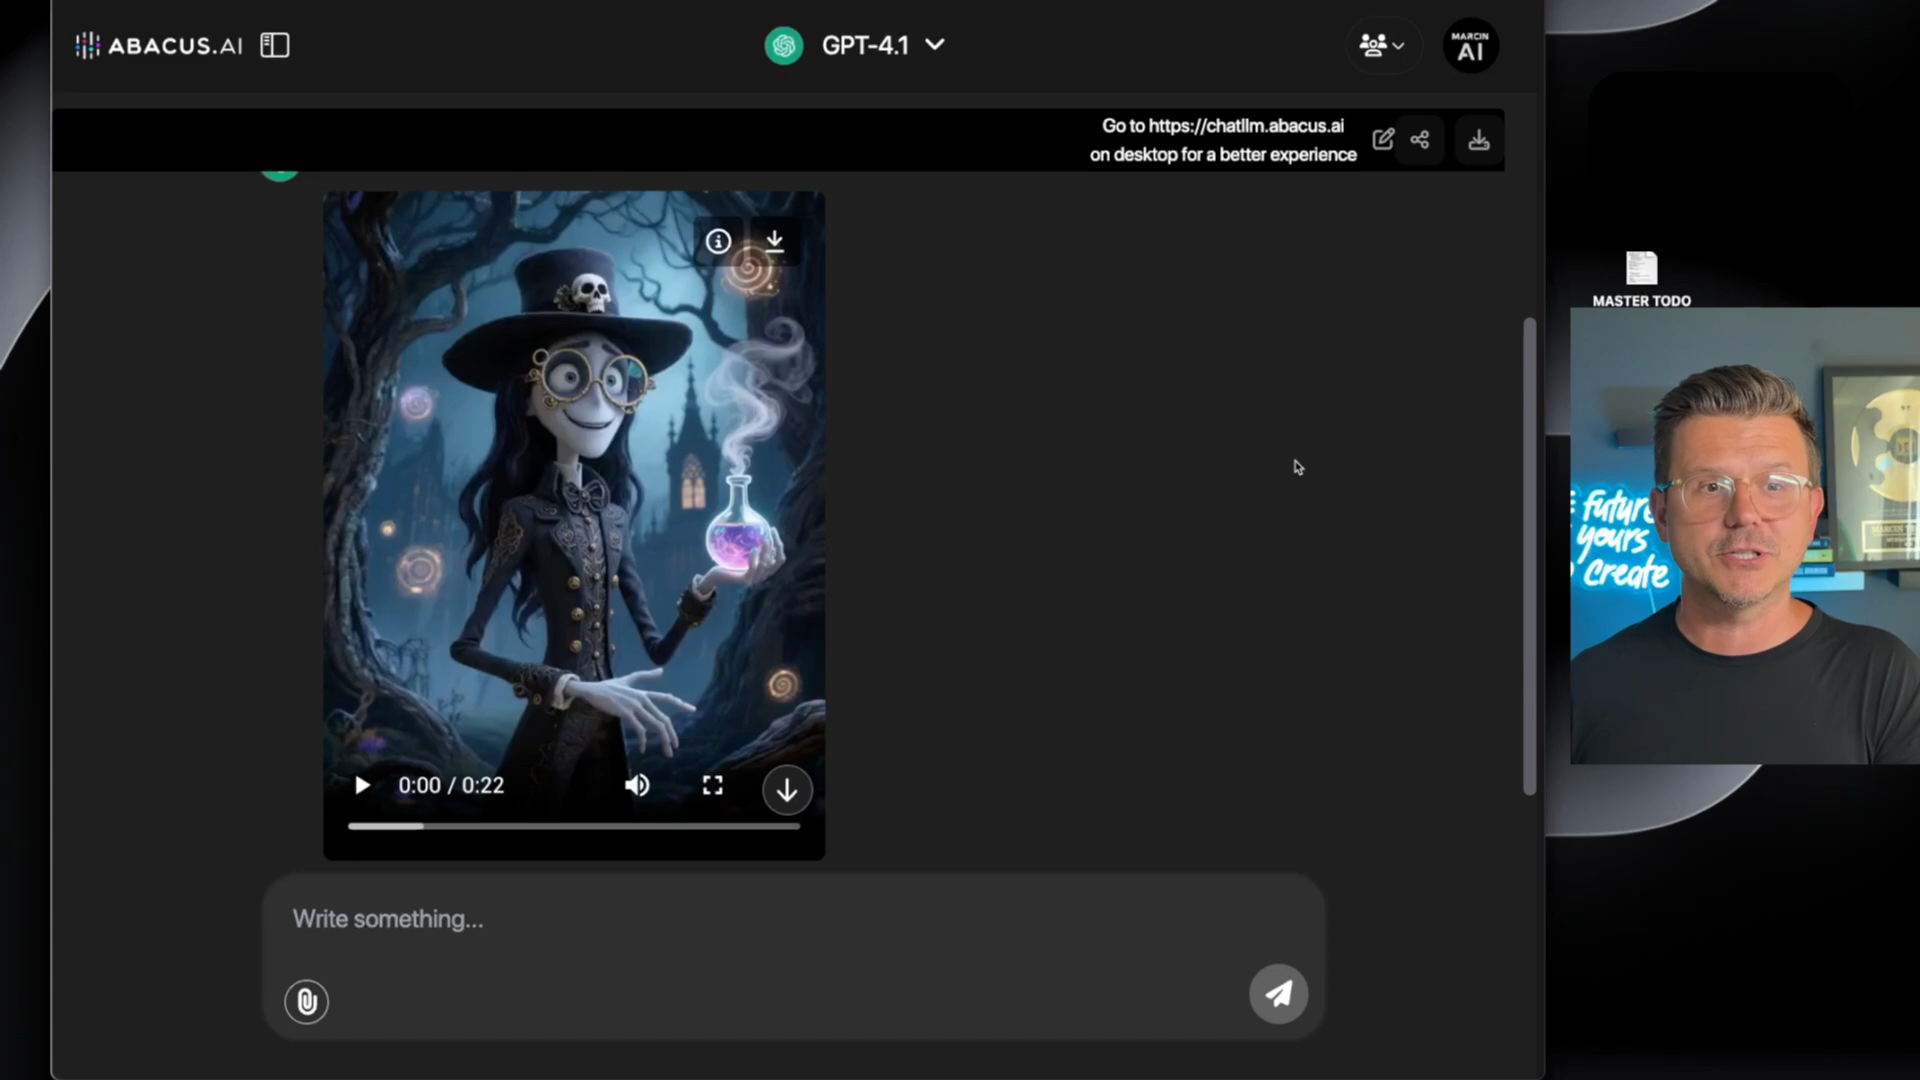 ABACUS.AI
GPT-4.1
MARCIN
AI
Go to https://chatllm.abacus.ai
on desktop for a better experience
MASTER TODO
future
yours
Create
0:00 / 0:22
Write something...